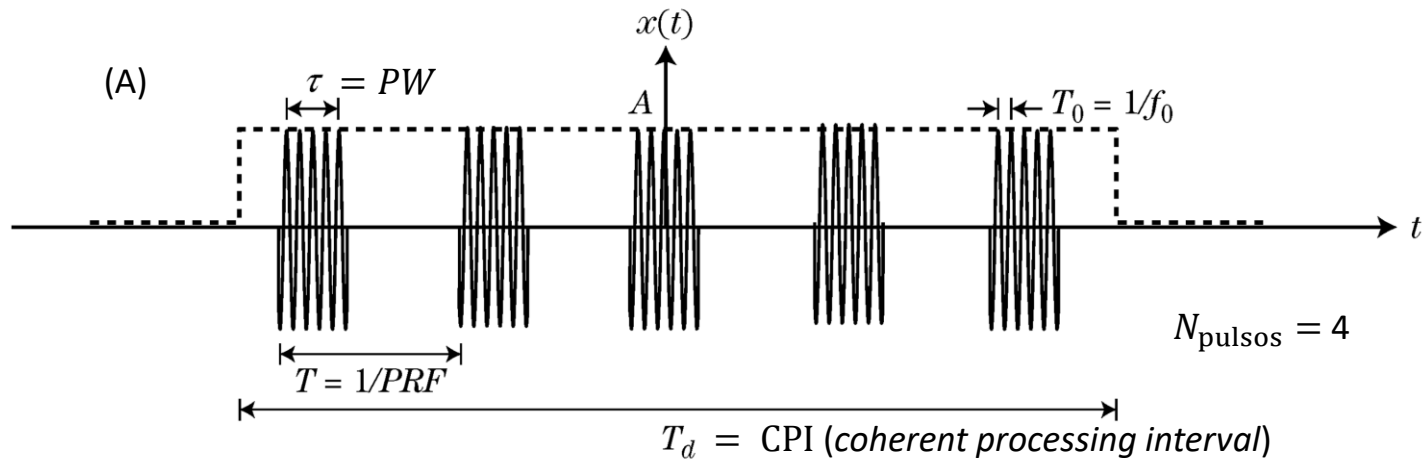 x(t)
(A)
τ = PW
A
T₀ = 1/f₀
t
N_pulsos = 4
T = 1/PRF
T_d = CPI (coherent processing interval)